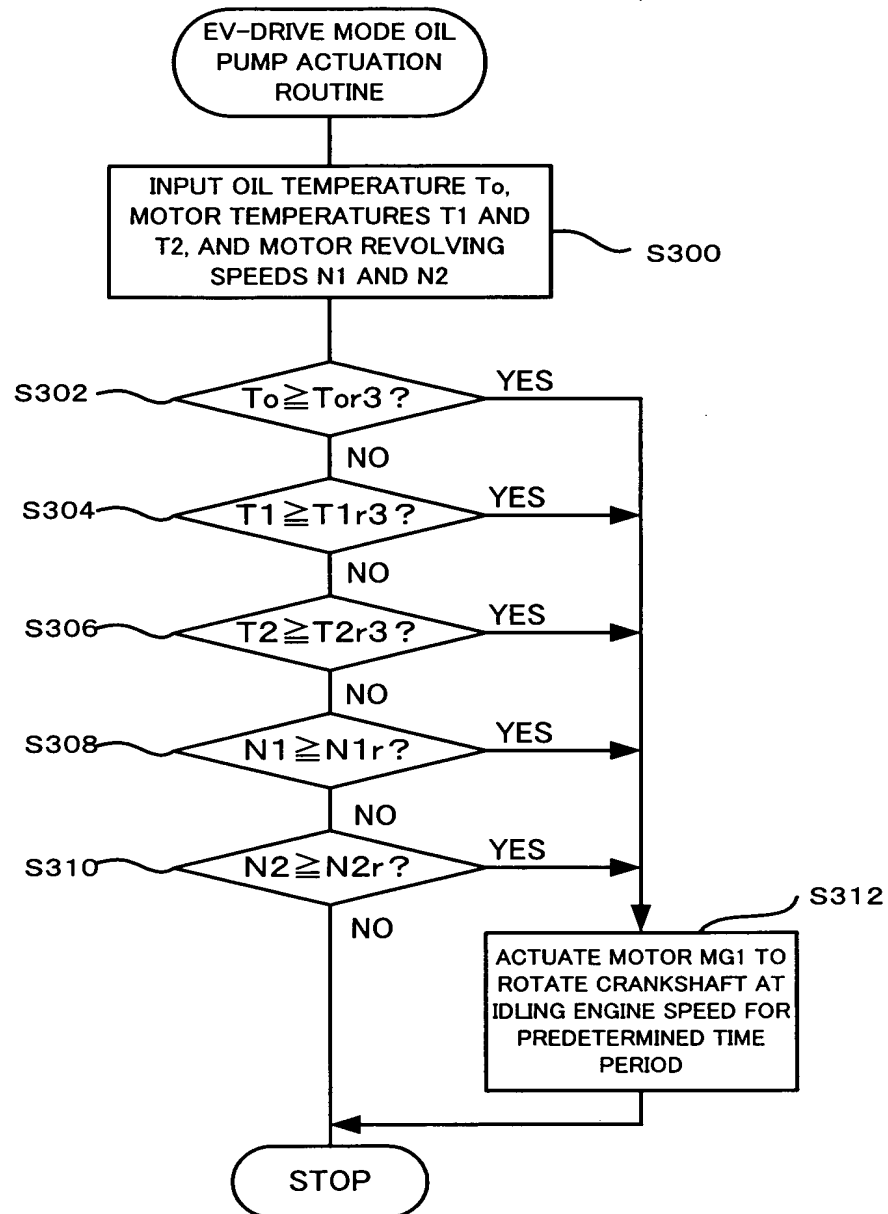 EV-DRIVE MODE OIL
PUMP ACTUATION
ROUTINE
INPUT OIL TEMPERATURE To,
MOTOR TEMPERATURES T1 AND
T2, AND MOTOR REVOLVING
SPEEDS N1 AND N2
S300
S302
To≧Tor3?
YES
NO
S304
T1≧T1r3?
YES
NO
S306
T2≧T2r3?
YES
NO
S308
N1≧N1r?
YES
NO
S310
N2≧N2r?
YES
NO
S312
ACTUATE MOTOR MG1 TO
ROTATE CRANKSHAFT AT
IDLING ENGINE SPEED FOR
PREDETERMINED TIME
PERIOD
STOP